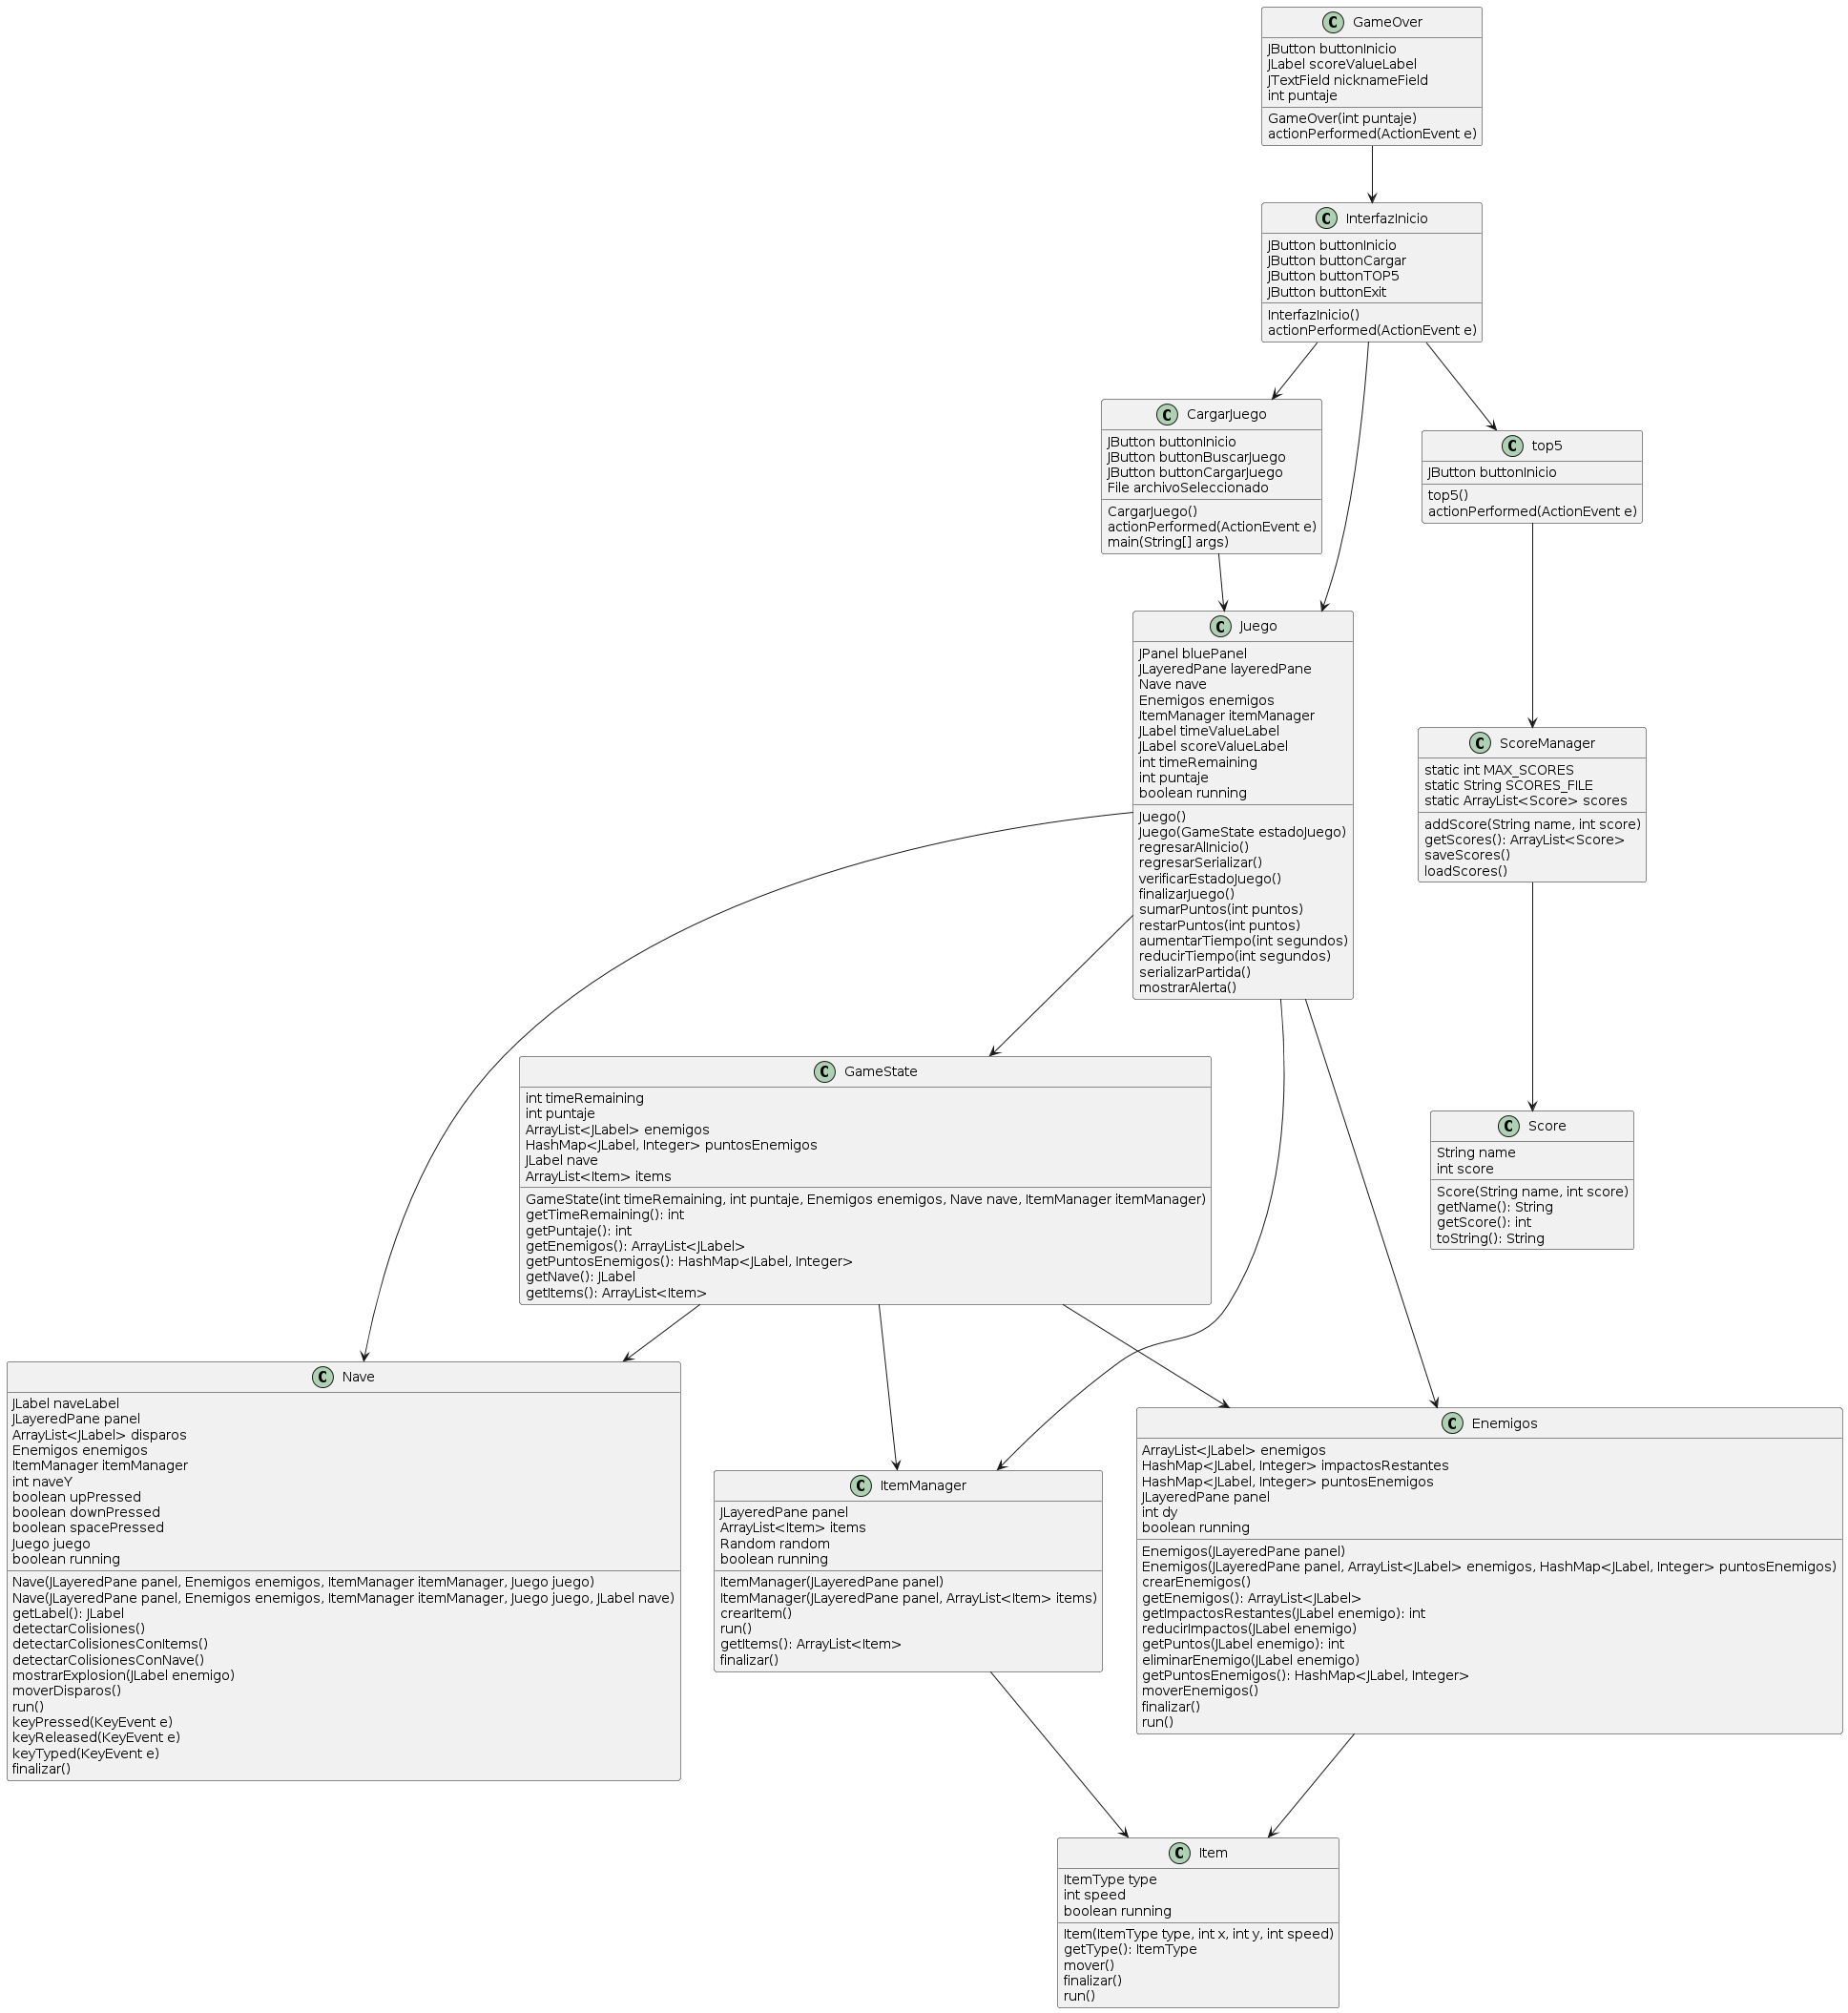 C GameOver
JButton buttonInicio
JLabel scoreValueLabel
JTextField nicknameField
int puntaje
GameOver(int puntaje)
actionPerformed(ActionEvent e)
C InterfazInicio
JButton buttonInicio
JButton buttonCargar
JButton buttonTOP5
JButton buttonExit
InterfazInicio()
actionPerformed(ActionEvent e)
C CargarJuego
JButton buttonInicio
JButton buttonBuscarJuego
JButton buttonCargarJuego
File archivoSeleccionado
CargarJuego()
actionPerformed(ActionEvent e)
main(String[] args)
C top5
JButton buttonInicio
top5()
actionPerformed(ActionEvent e)
C Juego
JPanel bluePanel
JLayeredPane layeredPane
Nave nave
Enemigos enemigos
ItemManager itemManager
JLabel timeValueLabel
JLabel scoreValueLabel
int timeRemaining
int puntaje
boolean running
Juego()
Juego(GameState estadoJuego)
regresarAlInicio()
regresarSerializar()
verificarEstadoJuego()
finalizarJuego()
sumarPuntos(int puntos)
restarPuntos(int puntos)
aumentarTiempo(int segundos)
reducirTiempo(int segundos)
serializarPartida()
mostrarAlerta()
C ScoreManager
static int MAX_SCORES
static String SCORES_FILE
static ArrayList<Score> scores
addScore(String name, int score)
getScores(): ArrayList<Score>
saveScores()
loadScores()
C GameState
int timeRemaining
int puntaje
ArrayList<JLabel> enemigos
HashMap<JLabel, Integer> puntosEnemigos
JLabel nave
ArrayList<Item> items
GameState(int timeRemaining, int puntaje, Enemigos enemigos, Nave nave, ItemManager itemManager)
getTimeRemaining(): int
getPuntaje(): int
getEnemigos(): ArrayList<JLabel>
getPuntosEnemigos(): HashMap<JLabel, Integer>
getNave(): JLabel
getItems(): ArrayList<Item>
C Score
String name
int score
Score(String name, int score)
getName(): String
getScore(): int
toString(): String
C Nave
JLabel naveLabel
JLayeredPane panel
ArrayList<JLabel> disparos
Enemigos enemigos
ItemManager itemManager
int naveY
boolean upPressed
boolean downPressed
boolean spacePressed
Juego juego
boolean running
Nave(JLayeredPane panel, Enemigos enemigos, ItemManager itemManager, Juego juego)
Nave(JLayeredPane panel, Enemigos enemigos, ItemManager itemManager, Juego juego, JLabel nave)
getLabel(): JLabel
detectarColisiones()
detectarColisionesConItems()
detectarColisionesConNave()
mostrarExplosion(JLabel enemigo)
moverDisparos()
run()
keyPressed(KeyEvent e)
keyReleased(KeyEvent e)
keyTyped(KeyEvent e)
finalizar()
C ItemManager
JLayeredPane panel
ArrayList<Item> items
Random random
boolean running
ItemManager(JLayeredPane panel)
ItemManager(JLayeredPane panel, ArrayList<Item> items)
crearItem()
run()
getItems(): ArrayList<Item>
finalizar()
C Enemigos
ArrayList<JLabel> enemigos
HashMap<JLabel, Integer> impactosRestantes
HashMap<JLabel, Integer> puntosEnemigos
JLayeredPane panel
int dy
boolean running
Enemigos(JLayeredPane panel)
Enemigos(JLayeredPane panel, ArrayList<JLabel> enemigos, HashMap<JLabel, Integer> puntosEnemigos)
crearEnemigos()
getEnemigos(): ArrayList<JLabel>
getImpactosRestantes(JLabel enemigo): int
reducirImpactos(JLabel enemigo)
getPuntos(JLabel enemigo): int
eliminarEnemigo(JLabel enemigo)
getPuntosEnemigos(): HashMap<JLabel, Integer>
moverEnemigos()
finalizar()
run()
C Item
ItemType type
int speed
boolean running
Item(ItemType type, int x, int y, int speed)
getType(): ItemType
mover()
finalizar()
run()